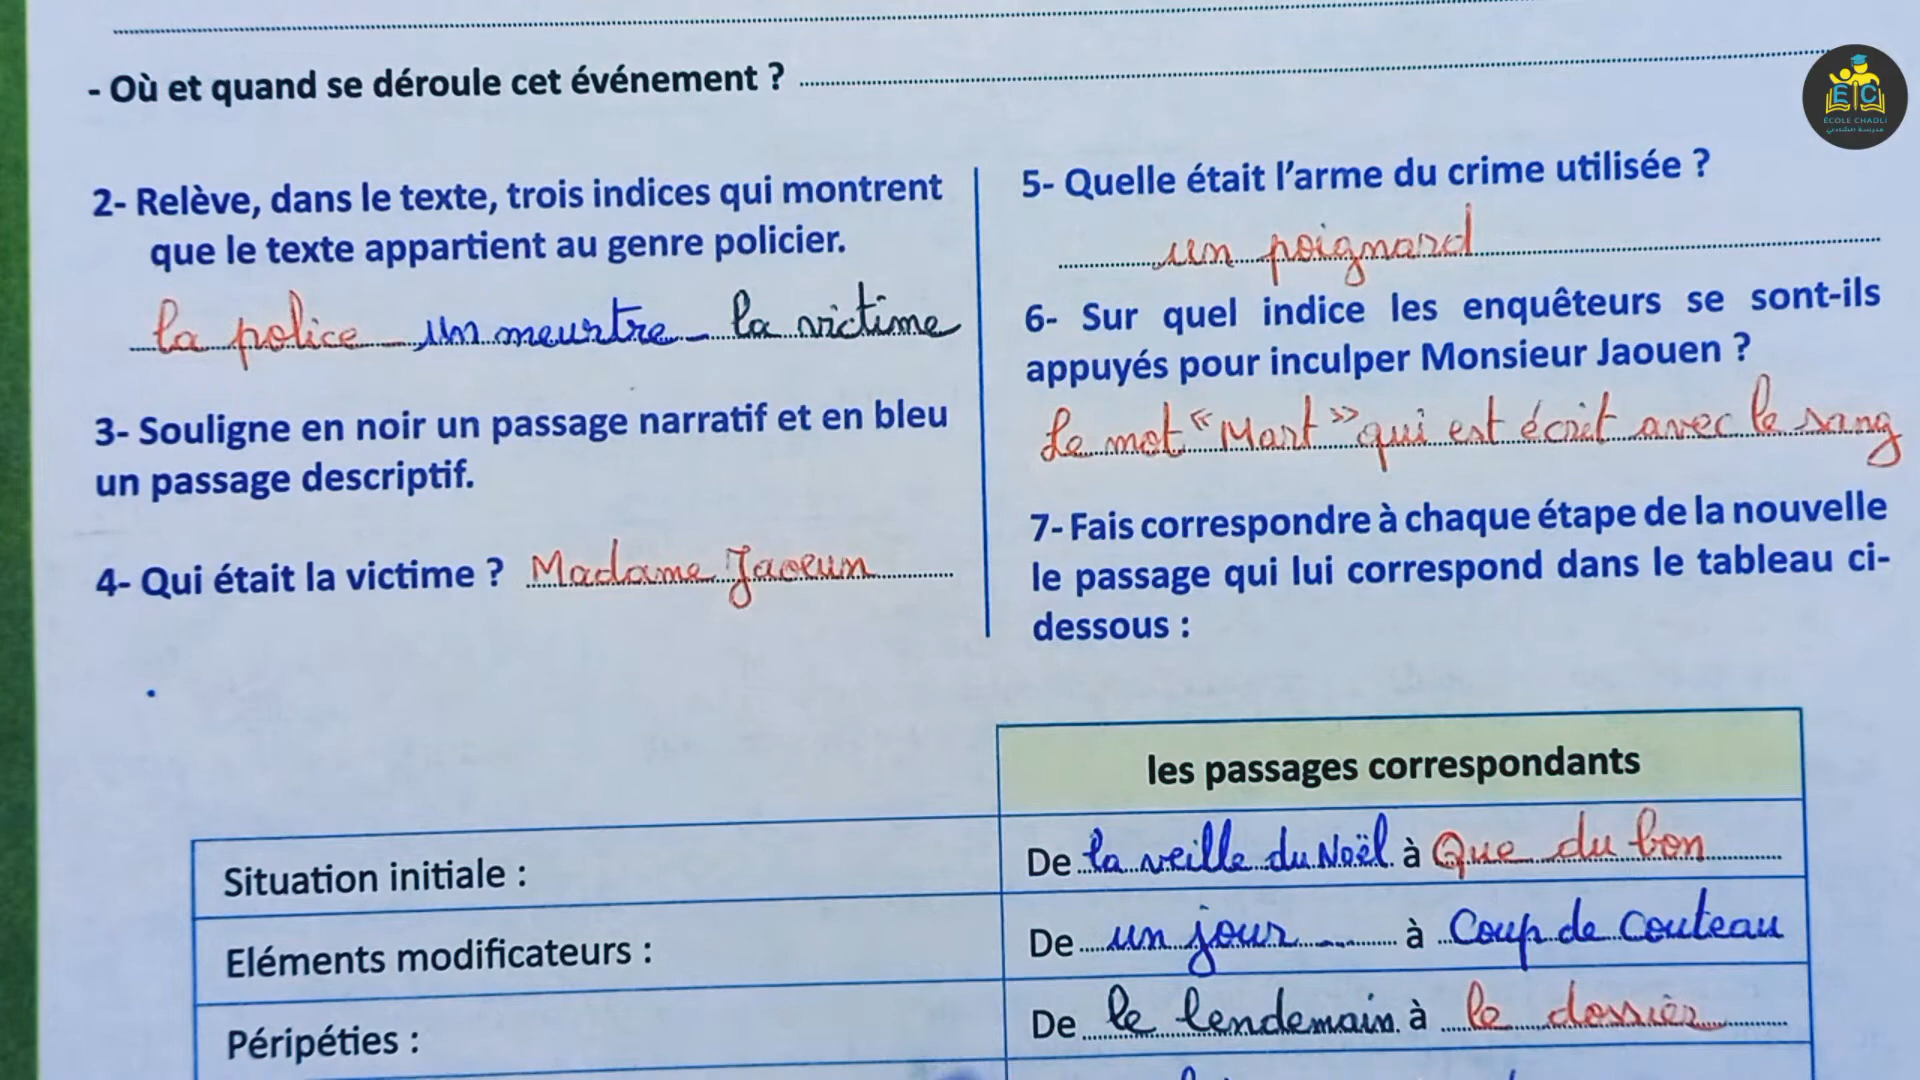 - Où et quand se déroule cet événement ?
E C
ÉCOLE CHADLI
مدرسة الشاذلي
2- Relève, dans le texte, trois indices qui montrent
que le texte appartient au genre policier.
la police - un meurtre - la victime
3- Souligne en noir un passage narratif et en bleu
un passage descriptif.
4- Qui était la victime ? Madame Jaoeun
5- Quelle était l'arme du crime utilisée ?
un poignard
6- Sur quel indice les enquêteurs se sont-ils
appuyés pour inculper Monsieur Jaouen ?
Le mot "Mart" qui est écrit avec le sang
7- Fais correspondre à chaque étape de la nouvelle
le passage qui lui correspond dans le tableau ci-
dessous :
les passages correspondants
Situation initiale : De la veille du Noël à Que du bon
Eléments modificateurs : De un jour à Coup de Couteau
Péripéties : De le lendemain à le dossier